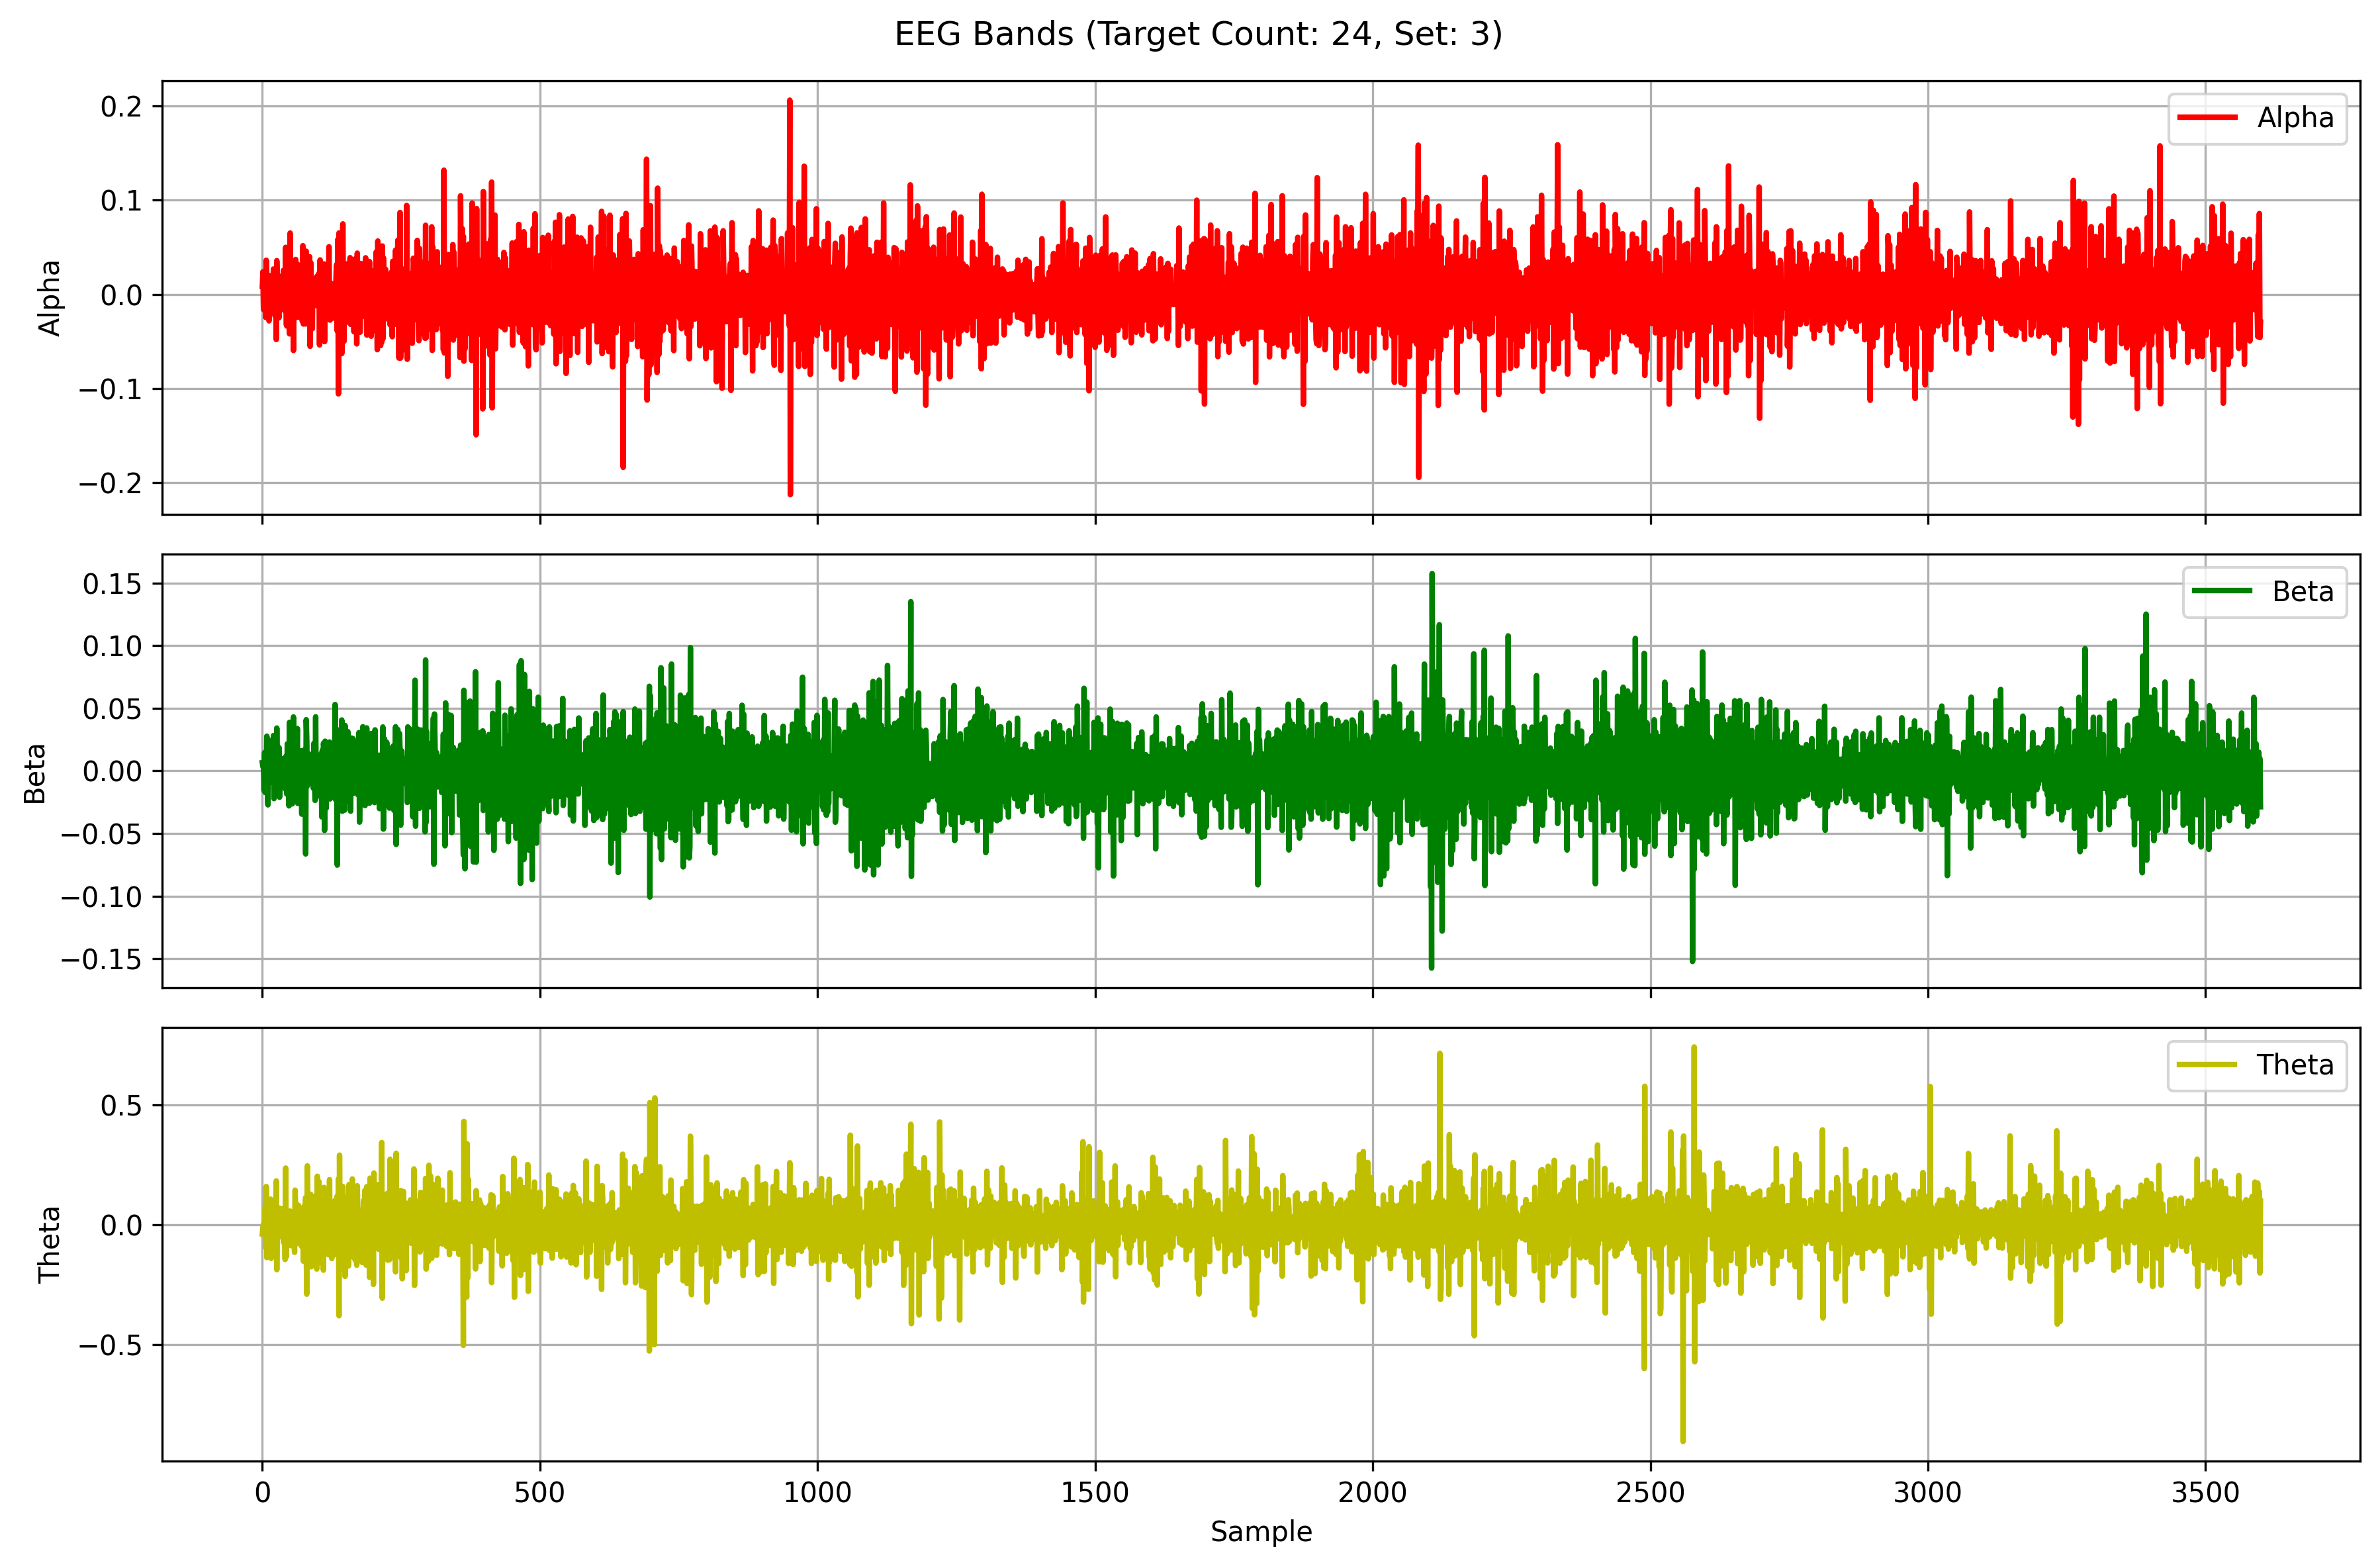 EEG Bands (Target Count: 24, Set: 3)
0.2
0.1
0.0
−0.1
−0.2
Alpha
Alpha
0.15
0.10
0.05
0.00
−0.05
−0.10
−0.15
Beta
Beta
0.5
0.0
−0.5
Theta
Theta
0 500 1000 1500 2000 2500 3000 3500
Sample